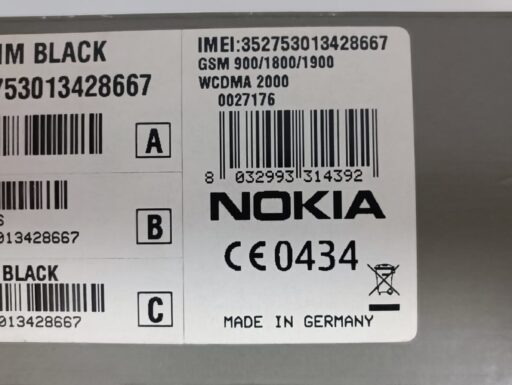 IM BLACK
753013428667
A
S
013428667
B
BLACK
013428667
C
IMEI:352753013428667
GSM 900/1800/1900
WCDMA 2000
0027176
8 032993 314392
NOKIA
CE0434
MADE IN GERMANY